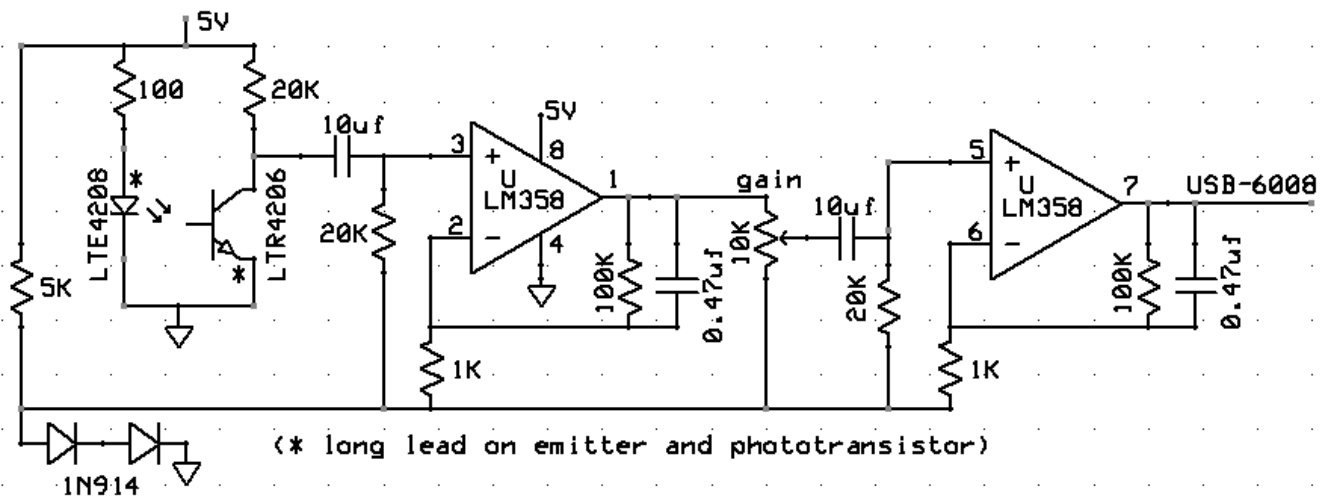 5V
100
20K
10uf
5V
*
LTE4208
LTR4206
*
3
+
8
U
LM358
1
2
-
4
20K
gain
10K
10uf
5
+
U
LM358
7
USB-6008
6
-
5K
100K
0.47uf
20K
100K
0.47uf
1K
1K
(* long lead on emitter and phototransistor)
1N914